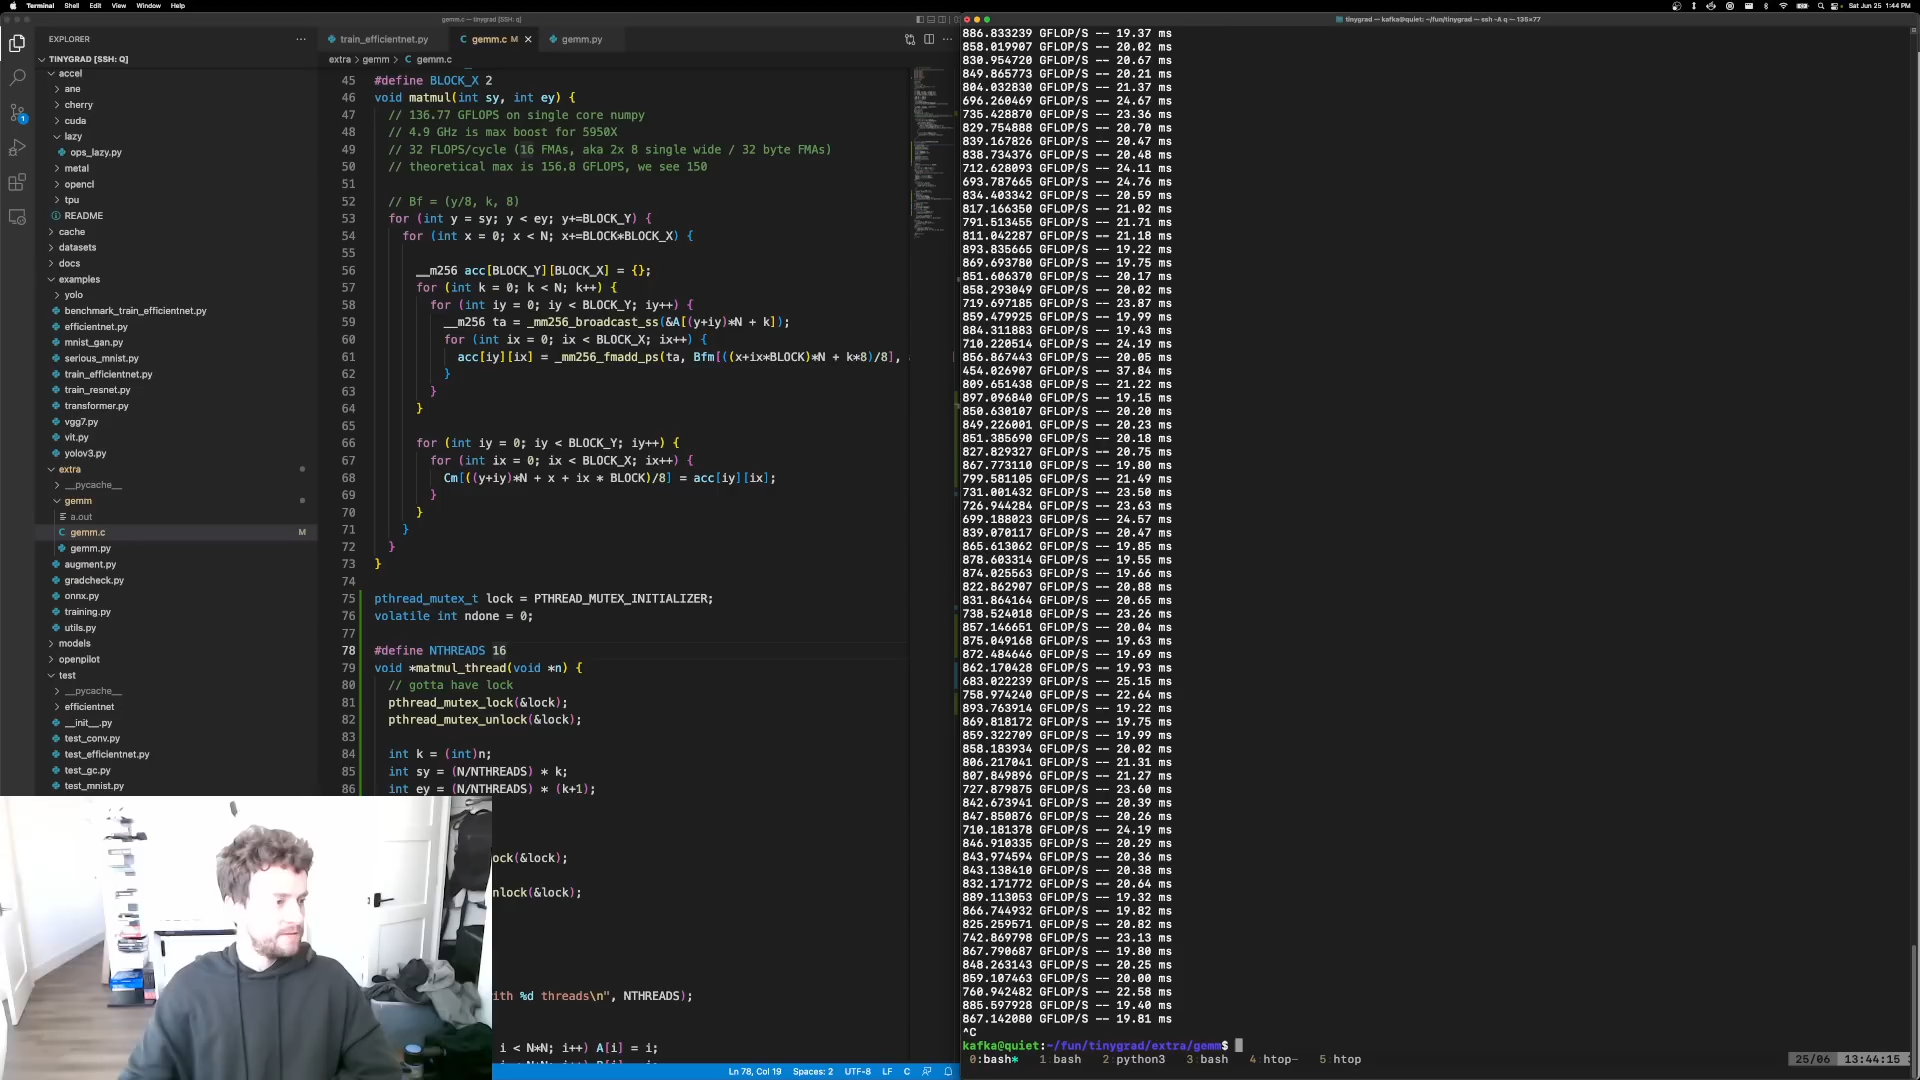 Terminal Shell Edit View Window Help
Sat Jun 25 1:44 PM
gemm.c — tinygrad [SSH: q]
tinygrad — kafka@quiet: ~/fun/tinygrad — ssh -A q — 135×77
EXPLORER
train_efficientnet.py
gemm.c M
gemm.py
TINYGRAD [SSH: Q]
extra > gemm > C gemm.c
accel
ane
cherry
cuda
lazy
ops_lazy.py
metal
opencl
tpu
README
cache
datasets
docs
examples
yolo
benchmark_train_efficientnet.py
efficientnet.py
mnist_gan.py
serious_mnist.py
train_efficientnet.py
train_resnet.py
transformer.py
vgg7.py
vit.py
yolov3.py
extra
__pycache__
gemm
a.out
gemm.c M
gemm.py
augment.py
gradcheck.py
onnx.py
training.py
utils.py
models
openpilot
test
__pycache__
efficientnet
__init__.py
test_conv.py
test_efficientnet.py
test_gc.py
test_mnist.py
45 #define BLOCK_X 2
46 void matmul(int sy, int ey) {
47 // 136.77 GFLOPS on single core numpy
48 // 4.9 GHz is max boost for 5950X
49 // 32 FLOPS/cycle (16 FMAs, aka 2x 8 single wide / 32 byte FMAs)
50 // theoretical max is 156.8 GFLOPS, we see 150
51
52 // Bf = (y/8, k, 8)
53 for (int y = sy; y < ey; y+=BLOCK_Y) {
54 for (int x = 0; x < N; x+=BLOCK*BLOCK_X) {
55
56 __m256 acc[BLOCK_Y][BLOCK_X] = {};
57 for (int k = 0; k < N; k++) {
58 for (int iy = 0; iy < BLOCK_Y; iy++) {
59 __m256 ta = _mm256_broadcast_ss(&A[(y+iy)*N + k]);
60 for (int ix = 0; ix < BLOCK_X; ix++) {
61 acc[iy][ix] = _mm256_fmadd_ps(ta, Bfm[((x+ix*BLOCK)*N + k*8)/8],
62 }
63 }
64 }
65
66 for (int iy = 0; iy < BLOCK_Y; iy++) {
67 for (int ix = 0; ix < BLOCK_X; ix++) {
68 Cm[((y+iy)*N + x + ix * BLOCK)/8] = acc[iy][ix];
69 }
70 }
71 }
72 }
73 }
74
75 pthread_mutex_t lock = PTHREAD_MUTEX_INITIALIZER;
76 volatile int ndone = 0;
77
78 #define NTHREADS 16
79 void *matmul_thread(void *n) {
80 // gotta have lock
81 pthread_mutex_lock(&lock);
82 pthread_mutex_unlock(&lock);
83
84 int k = (int)n;
85 int sy = (N/NTHREADS) * k;
86 int ey = (N/NTHREADS) * (k+1);
ock(&lock);
nlock(&lock);
ith %d threads\n", NTHREADS);
i < N*N; i++) A[i] = i;
Ln 78, Col 19 Spaces: 2 UTF-8 LF C
886.833239 GFLOP/S -- 19.37 ms
858.019907 GFLOP/S -- 20.02 ms
830.954720 GFLOP/S -- 20.67 ms
849.865773 GFLOP/S -- 20.21 ms
804.032830 GFLOP/S -- 21.37 ms
696.260469 GFLOP/S -- 24.67 ms
735.428870 GFLOP/S -- 23.36 ms
829.754888 GFLOP/S -- 20.70 ms
839.167826 GFLOP/S -- 20.47 ms
838.734376 GFLOP/S -- 20.48 ms
712.628093 GFLOP/S -- 24.11 ms
693.787665 GFLOP/S -- 24.76 ms
834.403342 GFLOP/S -- 20.59 ms
817.166350 GFLOP/S -- 21.02 ms
791.513455 GFLOP/S -- 21.71 ms
811.042287 GFLOP/S -- 21.18 ms
893.835665 GFLOP/S -- 19.22 ms
869.693780 GFLOP/S -- 19.75 ms
851.606370 GFLOP/S -- 20.17 ms
858.293049 GFLOP/S -- 20.02 ms
719.697185 GFLOP/S -- 23.87 ms
859.479925 GFLOP/S -- 19.99 ms
884.311883 GFLOP/S -- 19.43 ms
710.220514 GFLOP/S -- 24.19 ms
856.867443 GFLOP/S -- 20.05 ms
454.026907 GFLOP/S -- 37.84 ms
809.651438 GFLOP/S -- 21.22 ms
897.096840 GFLOP/S -- 19.15 ms
850.630107 GFLOP/S -- 20.20 ms
849.226001 GFLOP/S -- 20.23 ms
851.385690 GFLOP/S -- 20.18 ms
827.829327 GFLOP/S -- 20.75 ms
867.773110 GFLOP/S -- 19.80 ms
799.581105 GFLOP/S -- 21.49 ms
731.001432 GFLOP/S -- 23.50 ms
726.944284 GFLOP/S -- 23.63 ms
699.188023 GFLOP/S -- 24.57 ms
839.070117 GFLOP/S -- 20.47 ms
865.613062 GFLOP/S -- 19.85 ms
878.603314 GFLOP/S -- 19.55 ms
874.025563 GFLOP/S -- 19.66 ms
822.862907 GFLOP/S -- 20.88 ms
831.864164 GFLOP/S -- 20.65 ms
738.524018 GFLOP/S -- 23.26 ms
857.146651 GFLOP/S -- 20.04 ms
875.049168 GFLOP/S -- 19.63 ms
872.484646 GFLOP/S -- 19.69 ms
862.170428 GFLOP/S -- 19.93 ms
683.022239 GFLOP/S -- 25.15 ms
758.974240 GFLOP/S -- 22.64 ms
893.763914 GFLOP/S -- 19.22 ms
869.818172 GFLOP/S -- 19.75 ms
859.322709 GFLOP/S -- 19.99 ms
858.183934 GFLOP/S -- 20.02 ms
806.217041 GFLOP/S -- 21.31 ms
807.849896 GFLOP/S -- 21.27 ms
727.879875 GFLOP/S -- 23.60 ms
842.673941 GFLOP/S -- 20.39 ms
847.850876 GFLOP/S -- 20.26 ms
710.181378 GFLOP/S -- 24.19 ms
846.910335 GFLOP/S -- 20.29 ms
843.974594 GFLOP/S -- 20.36 ms
843.138410 GFLOP/S -- 20.38 ms
832.171772 GFLOP/S -- 20.64 ms
889.113053 GFLOP/S -- 19.32 ms
866.744932 GFLOP/S -- 19.82 ms
825.259571 GFLOP/S -- 20.82 ms
742.869798 GFLOP/S -- 23.13 ms
867.790687 GFLOP/S -- 19.80 ms
848.263143 GFLOP/S -- 20.25 ms
859.107463 GFLOP/S -- 20.00 ms
760.942482 GFLOP/S -- 22.58 ms
885.597928 GFLOP/S -- 19.40 ms
867.142080 GFLOP/S -- 19.81 ms
^C
kafka@quiet:~/fun/tinygrad/extra/gemm$
0:bash* 1 bash 2 python3 3 bash 4 htop- 5 htop
25/06 13:44:15